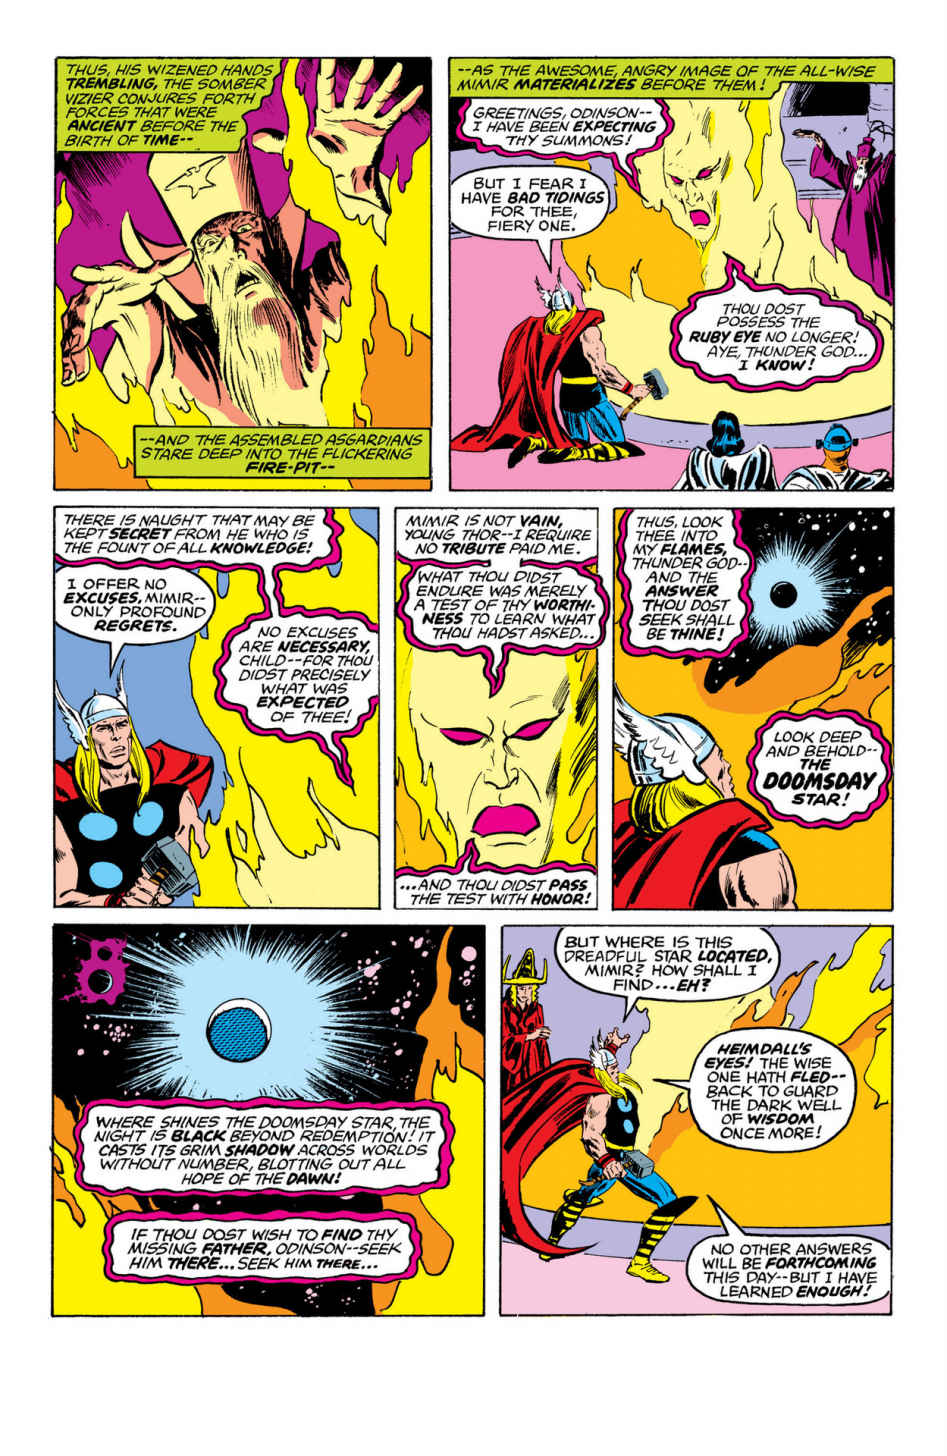 THUS, HIS WIZENED HANDS
TREMBLING, THE SOMBER
VIZIER CONJURES FORTH
FORCES THAT WERE
ANCIENT BEFORE THE
BIRTH OF TIME--
--AND THE ASSEMBLED ASGARDIANS
STARE DEEP INTO THE FLICKERING
FIRE-PIT--
--AS THE AWESOME, ANGRY IMAGE OF THE ALL-WISE
MIMIR MATERIALIZES BEFORE THEM!
GREETINGS, ODINSON--
I HAVE BEEN EXPECTING
THY SUMMONS!
BUT I FEAR I
HAVE BAD TIDINGS
FOR THEE,
FIERY ONE.
THOU DOST
POSSESS THE
RUBY EYE NO LONGER!
AYE, THUNDER GOD...
I KNOW!
THERE IS NAUGHT THAT MAY BE
KEPT SECRET FROM HE WHO IS
THE FOUNT OF ALL KNOWLEDGE!
I OFFER NO
EXCUSES, MIMIR--
ONLY PROFOUND
REGRETS.
NO EXCUSES
ARE NECESSARY,
CHILD--FOR THOU
DIDST PRECISELY
WHAT WAS
EXPECTED
OF THEE!
MIMIR IS NOT VAIN,
YOUNG THOR--I REQUIRE
NO TRIBUTE PAID ME.
WHAT THOU DIDST
ENDURE WAS MERELY
A TEST OF THY WORTHI-
NESS TO LEARN WHAT
THOU HADST ASKED...
...AND THOU DIDST PASS
THE TEST WITH HONOR!
THUS, LOOK
THEE INTO
MY FLAMES,
THUNDER GOD--
AND THE
ANSWER
THOU DOST
SEEK SHALL
BE THINE!
LOOK DEEP
AND BEHOLD--
THE
DOOMSDAY
STAR!
WHERE SHINES THE DOOMSDAY STAR, THE
NIGHT IS BLACK BEYOND REDEMPTION! IT
CASTS ITS GRIM SHADOW ACROSS WORLDS
WITHOUT NUMBER, BLOTTING OUT ALL
HOPE OF THE DAWN!
IF THOU DOST WISH TO FIND THY
MISSING FATHER, ODINSON--SEEK
HIM THERE...SEEK HIM THERE...
BUT WHERE IS THIS
DREADFUL STAR LOCATED,
MIMIR? HOW SHALL I
FIND...EH?
HEIMDALL'S
EYES! THE WISE
ONE HATH FLED--
BACK TO GUARD
THE DARK WELL
OF WISDOM
ONCE MORE!
NO OTHER ANSWERS
WILL BE FORTHCOMING
THIS DAY--BUT I HAVE
LEARNED ENOUGH!